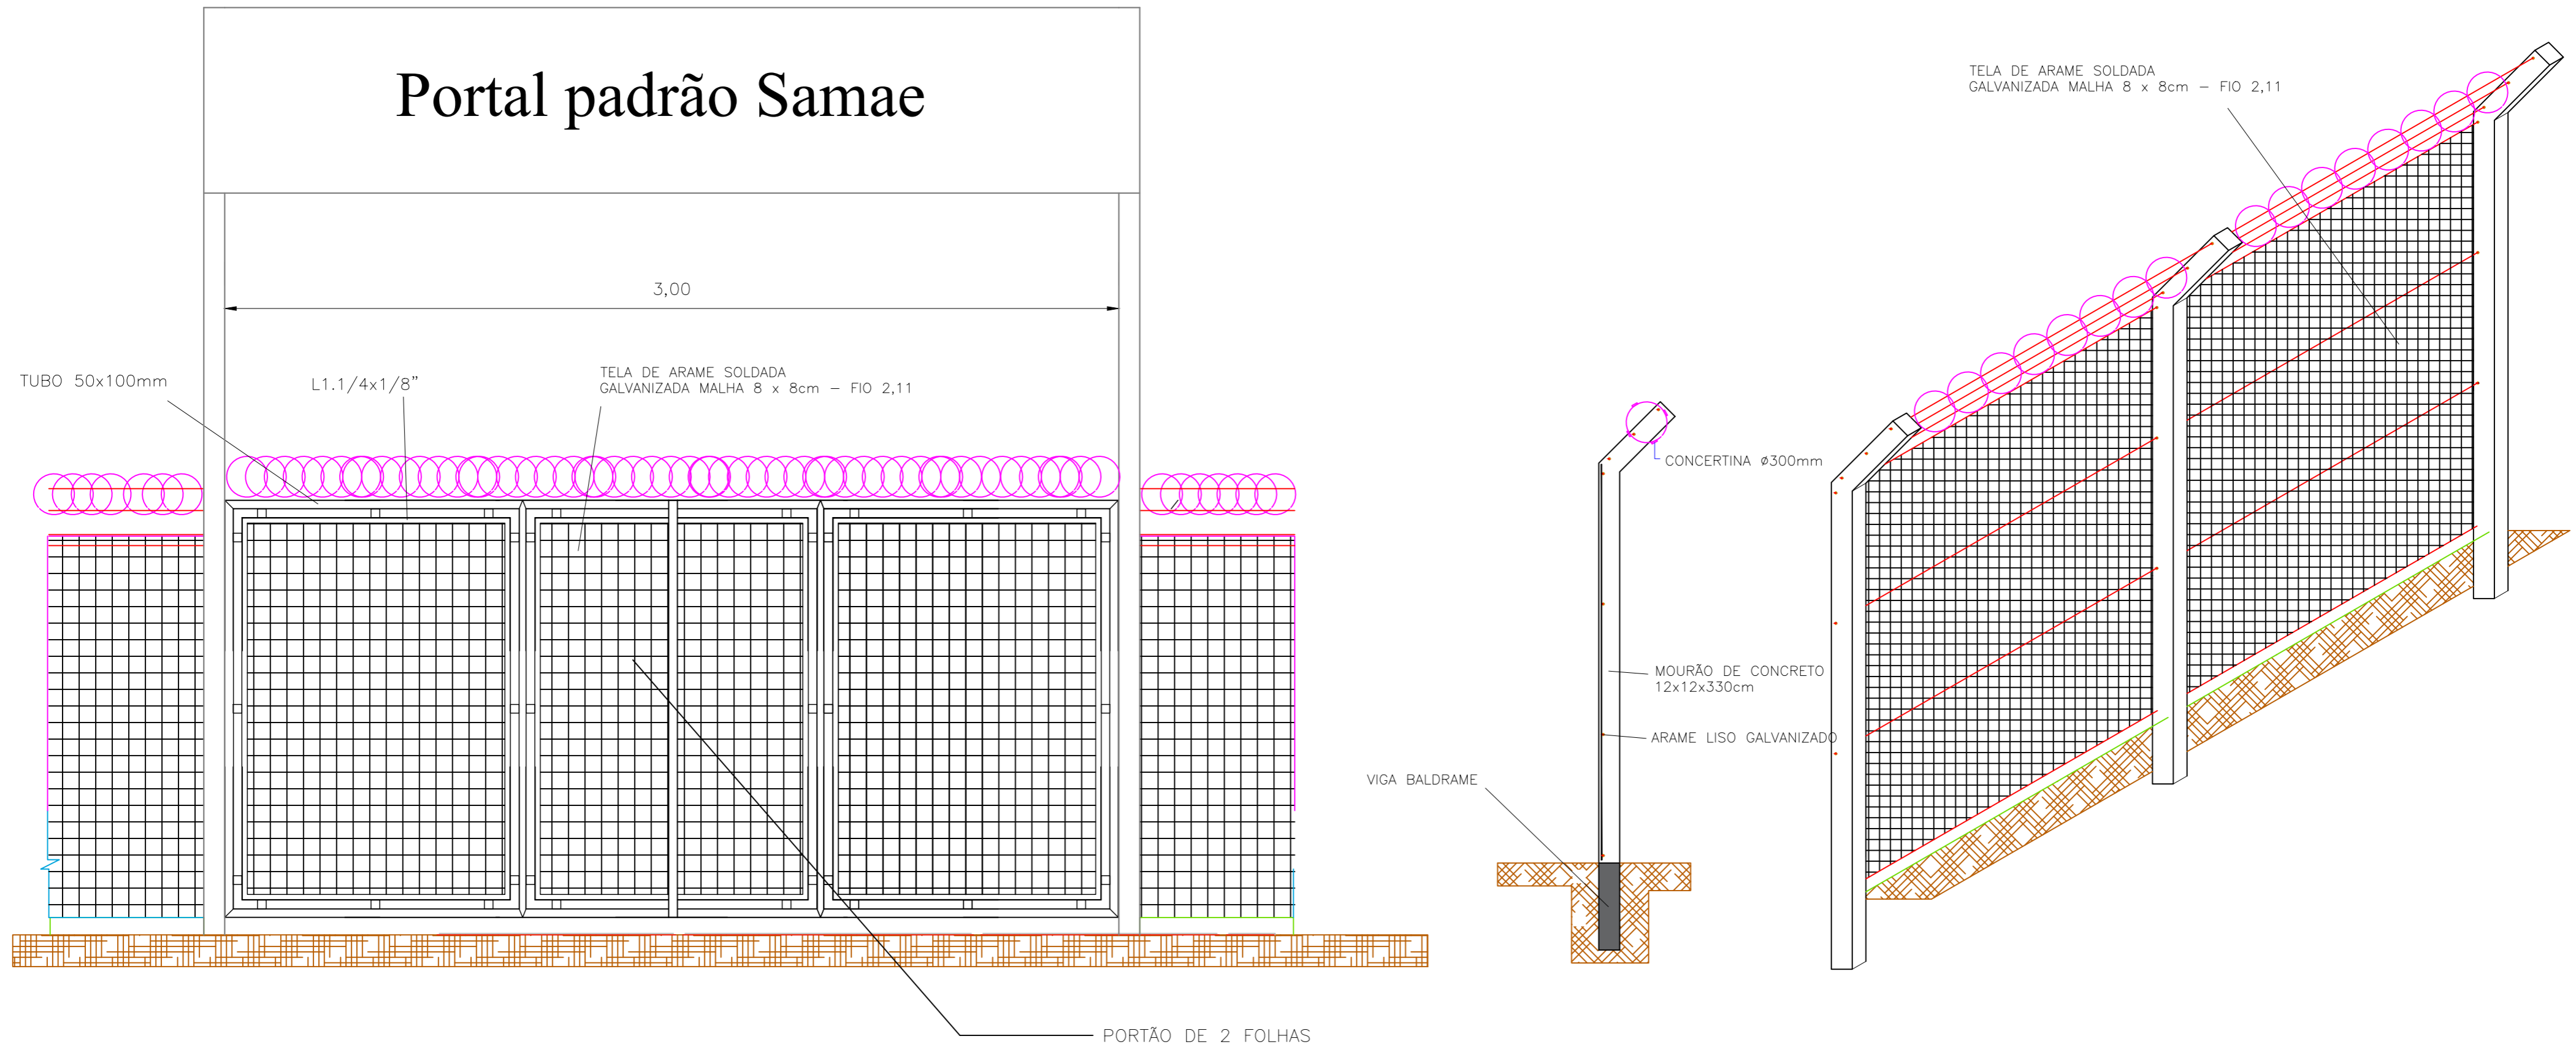 Portal padrão Samae
3,00
TUBO 50x100mm
L1.1/4x1/8"
TELA DE ARAME SOLDADA
GALVANIZADA MALHA 8 x 8cm – FIO 2,11
PORTÃO DE 2 FOLHAS
CONCERTINA ø300mm
MOURÃO DE CONCRETO
12x12x330cm
ARAME LISO GALVANIZADO
VIGA BALDRAME
TELA DE ARAME SOLDADA
GALVANIZADA MALHA 8 x 8cm – FIO 2,11